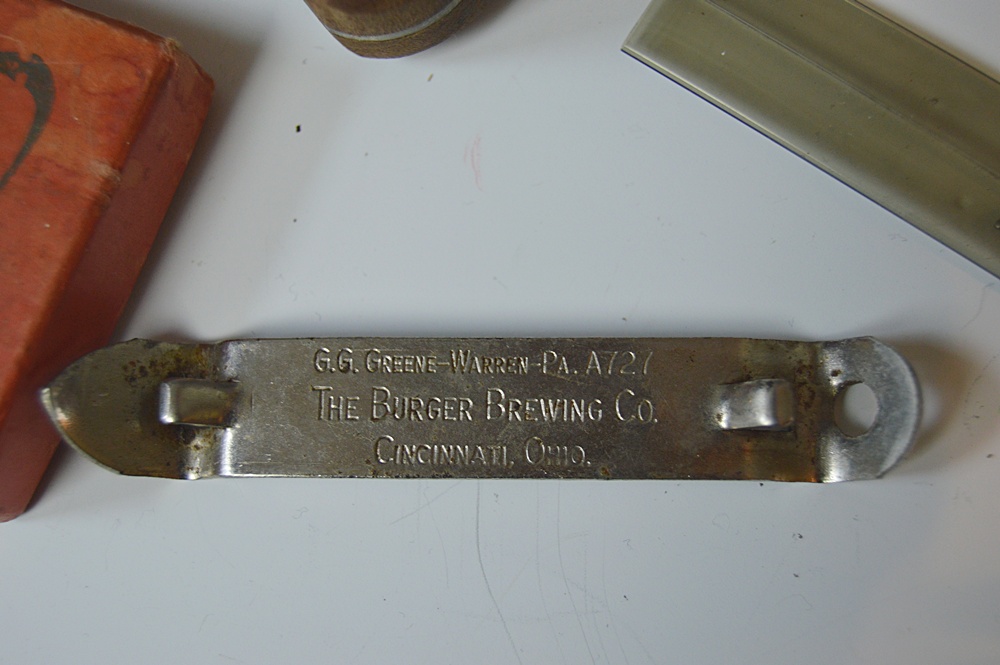 G.G. Greene-Warren-Pa. A727
The Burger Brewing Co.
Cincinnati, Ohio.